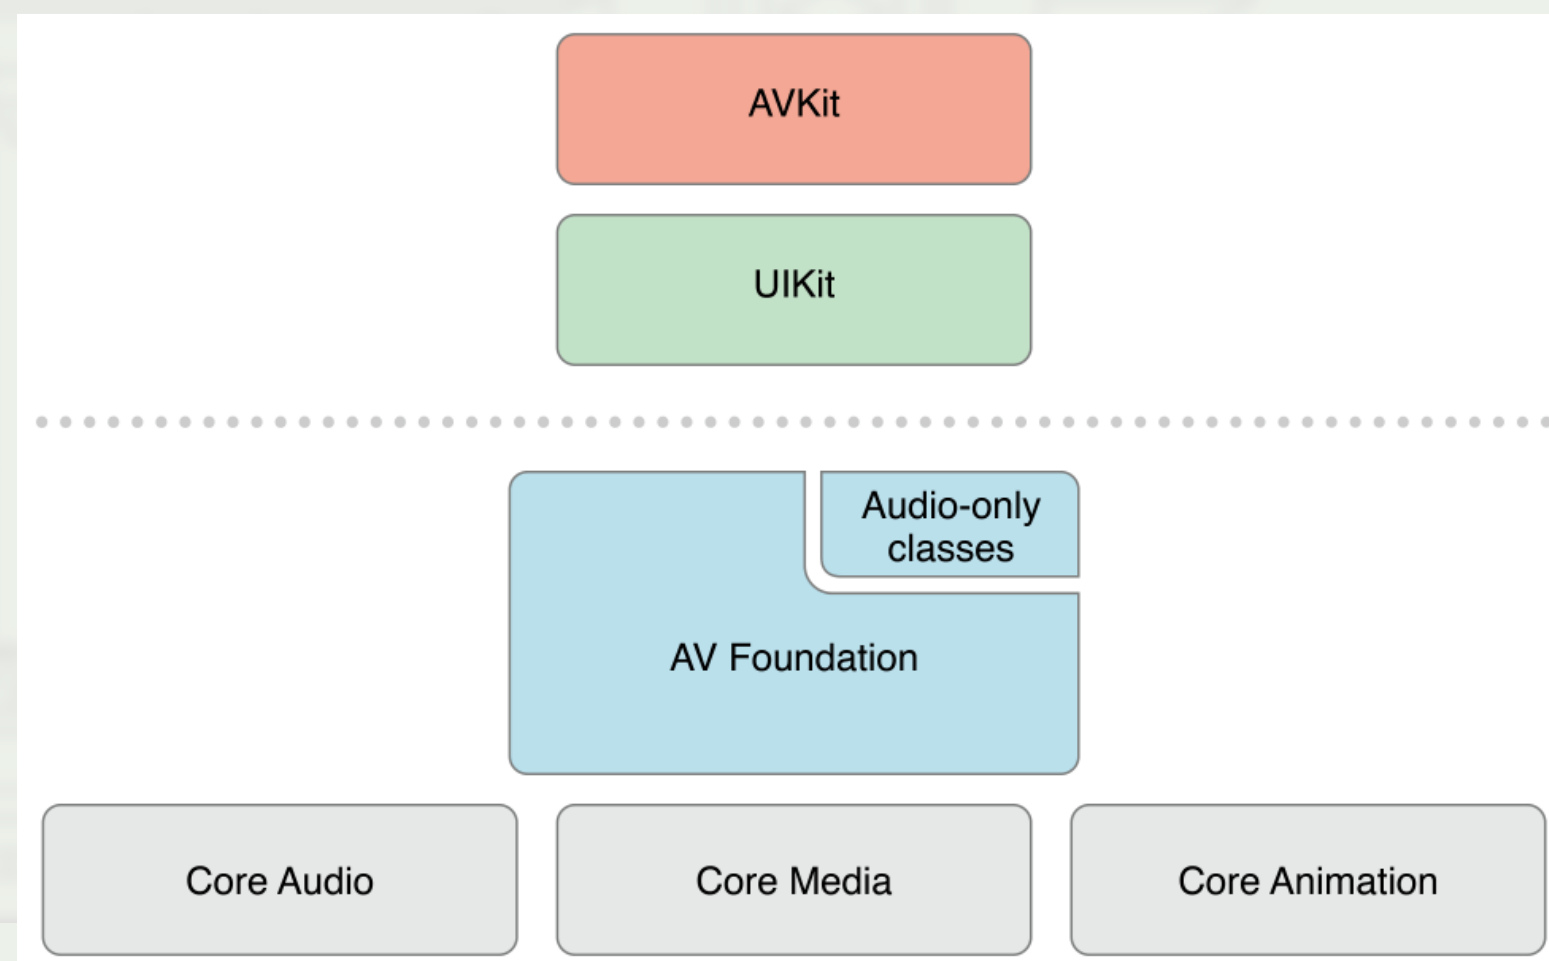 AVKit
UIKit
Audio-only
classes
AV Foundation
Core Audio
Core Media
Core Animation